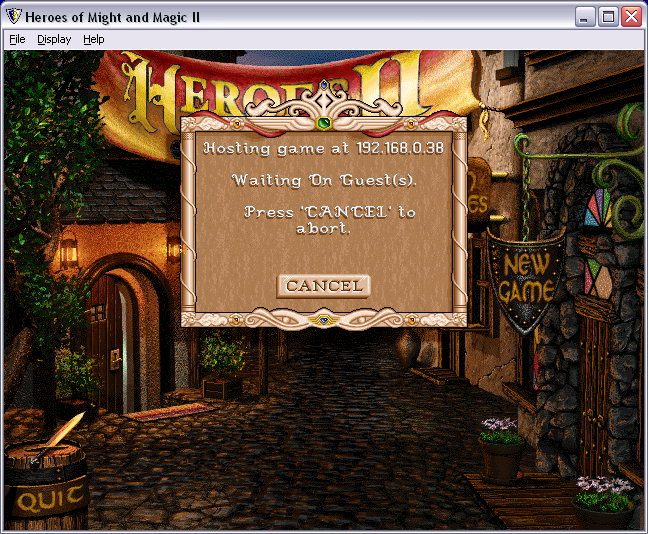 Heroes of Might and Magic II
File Display Help
HEROES II
Hosting game at 192.168.0.38
Waiting On Guest(s).
Press 'CANCEL' to
abort.
CANCEL
NEW
GAME
QUIT